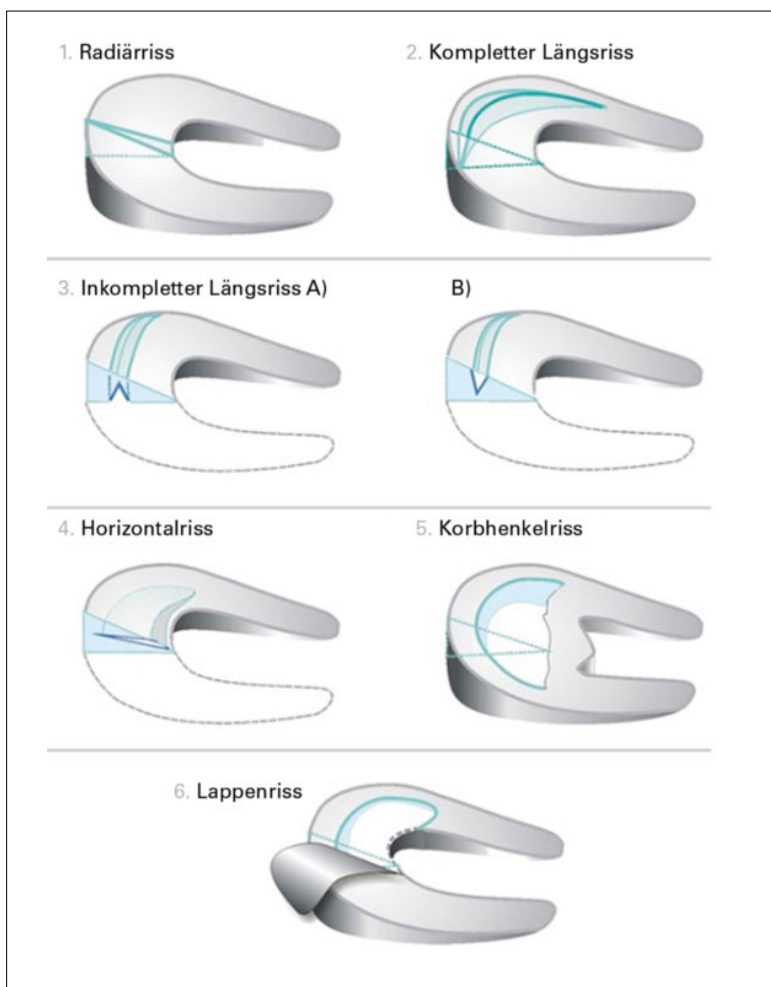 1. Radiärriss
2. Kompletter Längsriss
3. Inkompletter Längsriss A)
B)
4. Horizontalriss
5. Korbhenkelriss
6. Lappenriss